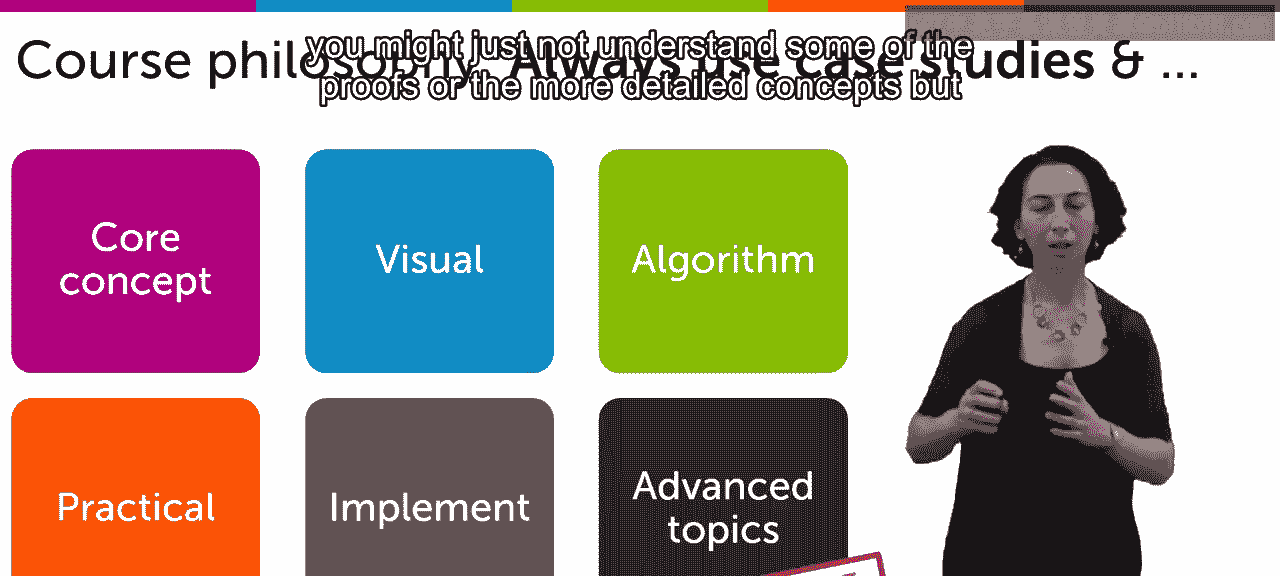 Course philosophy: Always use case studies & ...
you might just not understand some of the
proofs or the more detailed concepts but
Core
concept
Visual
Algorithm
Practical
Implement
Advanced
topics